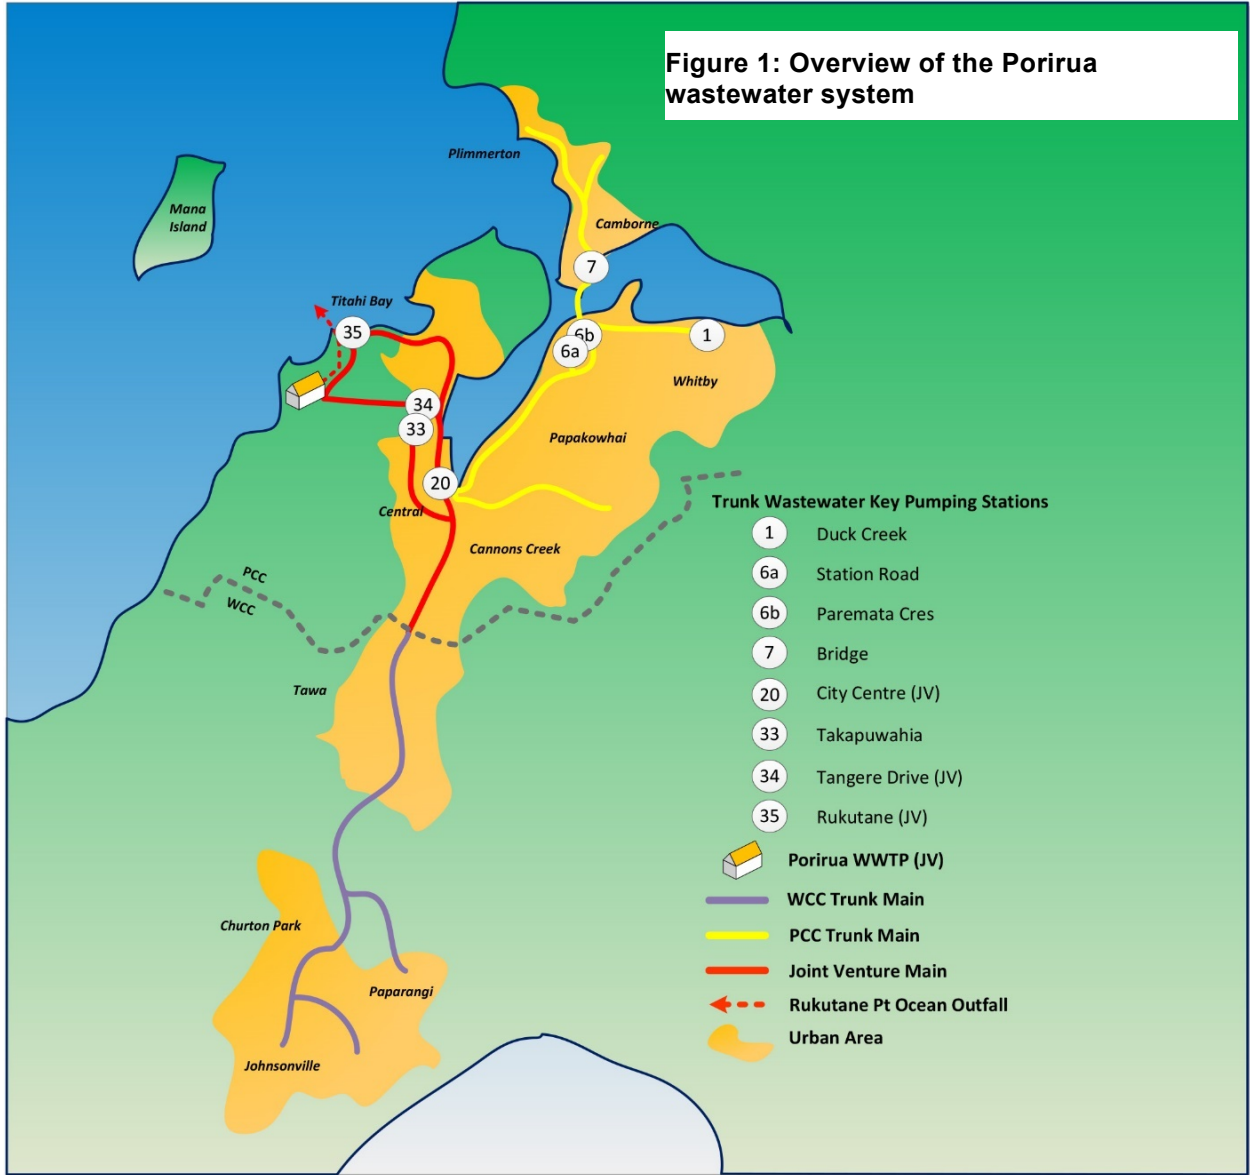 Figure 1: Overview of the Porirua
wastewater system
Plimmerton
Mana
Island
Camborne
7
Titahi Bay
35
6b
6a
1
Whitby
34
33
Papakowhai
20
Central
Cannons Creek
PCC
WCC
Tawa
Churton Park
Paparangi
Johnsonville
Trunk Wastewater Key Pumping Stations
1 Duck Creek
6a Station Road
6b Paremata Cres
7 Bridge
20 City Centre (JV)
33 Takapuwahia
34 Tangere Drive (JV)
35 Rukutane (JV)
Porirua WWTP (JV)
WCC Trunk Main
PCC Trunk Main
Joint Venture Main
Rukutane Pt Ocean Outfall
Urban Area